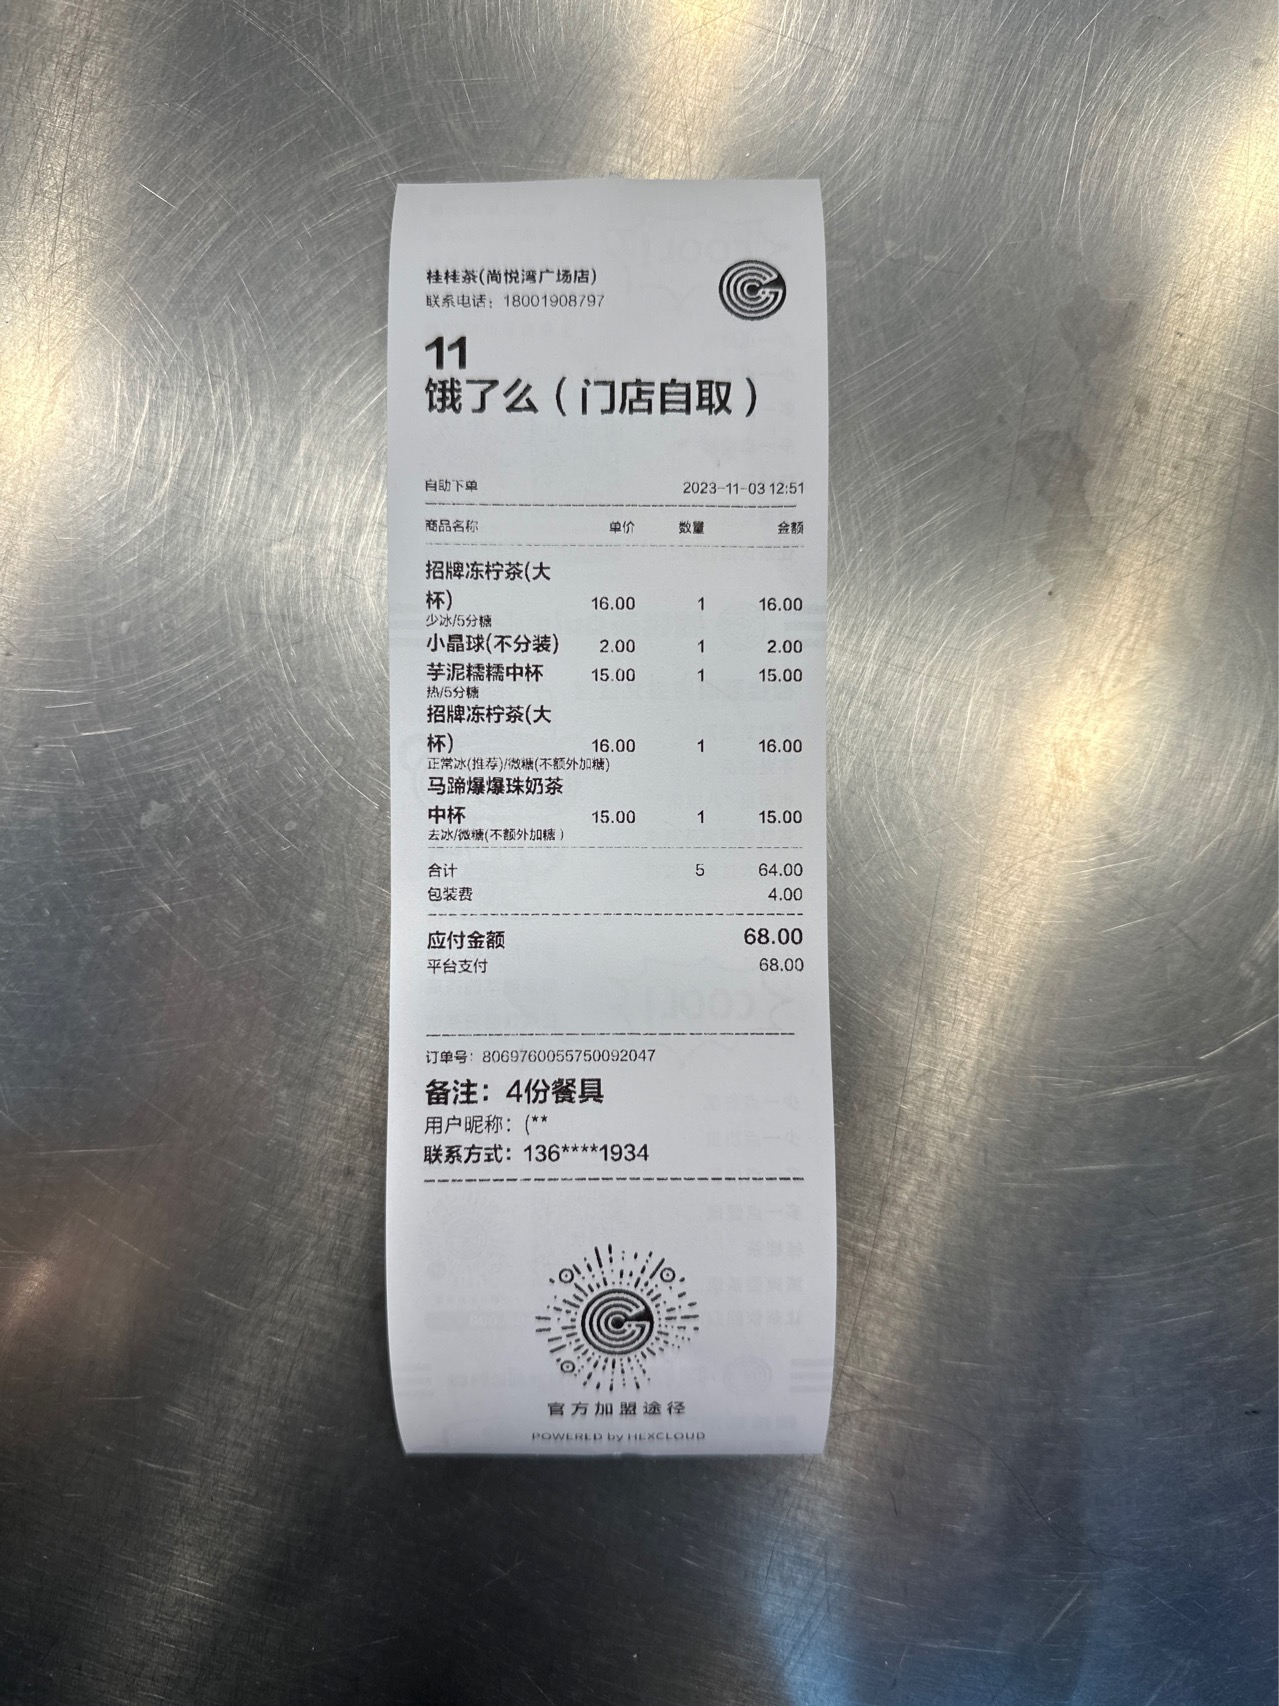 桂桂茶(尚悦湾广场店)
联系电话：18001908797
11
饿了么（门店自取）
自助下单 2023-11-03 12:51
商品名称 单价 数量 金额
招牌冻柠茶(大
杯) 16.00 1 16.00
少冰/5分糖
小晶球(不分装) 2.00 1 2.00
芋泥糯糯中杯 15.00 1 15.00
热/5分糖
招牌冻柠茶(大
杯) 16.00 1 16.00
正常冰(推荐)/微糖(不额外加糖)
马蹄爆爆珠奶茶
中杯 15.00 1 15.00
去冰/微糖(不额外加糖)
合计 5 64.00
包装费 4.00
应付金额 68.00
平台支付 68.00
订单号：8069760055750092047
备注：4份餐具
用户昵称：(**
联系方式：136****1934
官方加盟途径
POWERED by HEXCLOUD